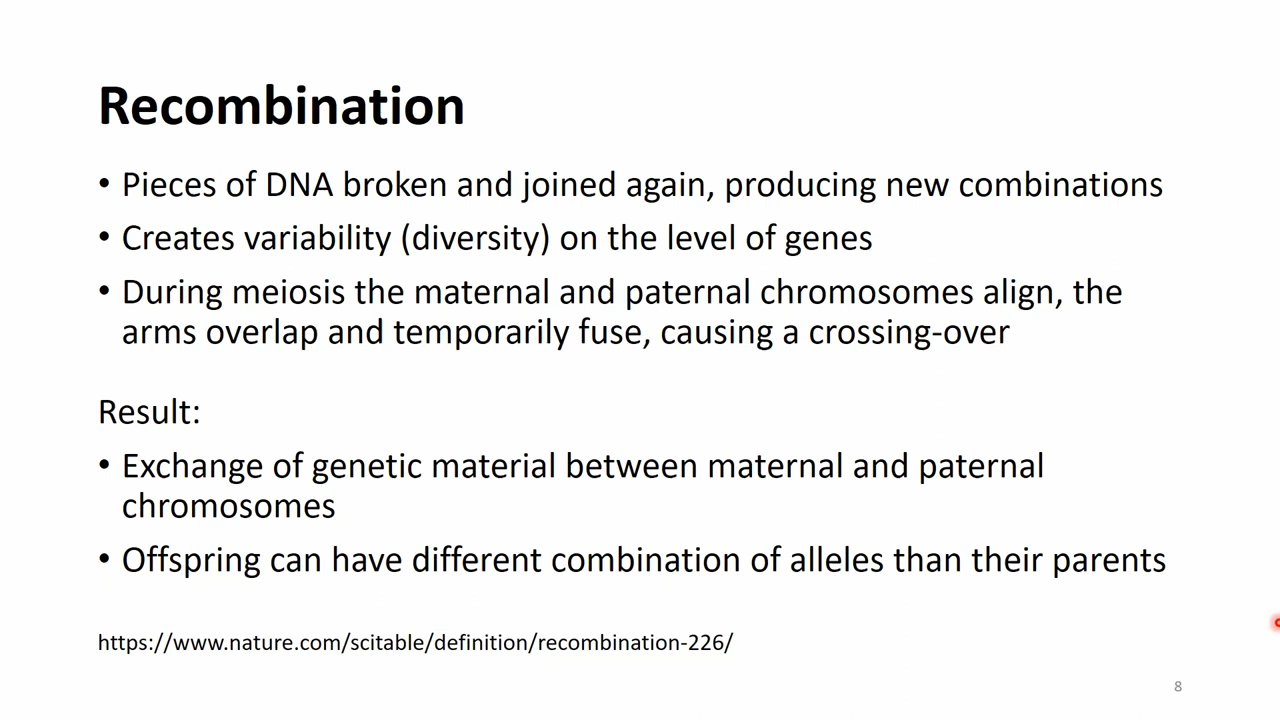 Recombination
• Pieces of DNA broken and joined again, producing new combinations
• Creates variability (diversity) on the level of genes
• During meiosis the maternal and paternal chromosomes align, the
arms overlap and temporarily fuse, causing a crossing-over
Result:
• Exchange of genetic material between maternal and paternal
chromosomes
• Offspring can have different combination of alleles than their parents
https://www.nature.com/scitable/definition/recombination-226/
8